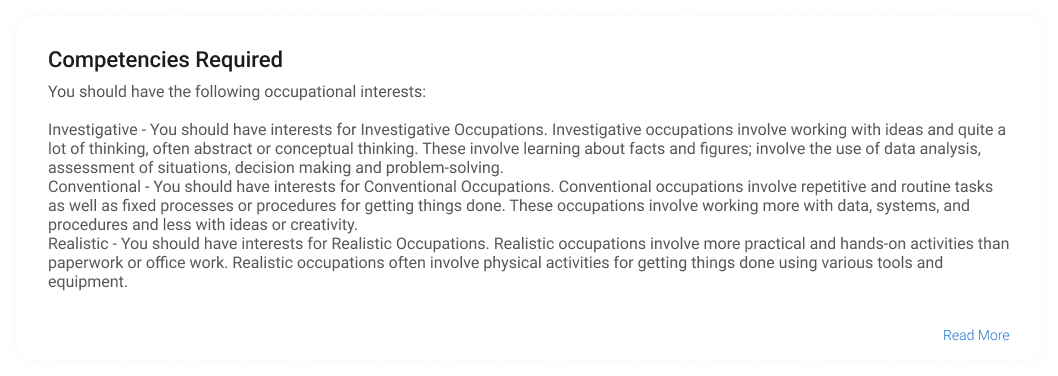 Competencies Required
You should have the following occupational interests:
Investigative - You should have interests for Investigative Occupations. Investigative occupations involve working with ideas and quite a
lot of thinking, often abstract or conceptual thinking. These involve learning about facts and figures; involve the use of data analysis,
assessment of situations, decision making and problem-solving.
Conventional - You should have interests for Conventional Occupations. Conventional occupations involve repetitive and routine tasks
as well as fixed processes or procedures for getting things done. These occupations involve working more with data, systems, and
procedures and less with ideas or creativity.
Realistic - You should have interests for Realistic Occupations. Realistic occupations involve more practical and hands-on activities than
paperwork or office work. Realistic occupations often involve physical activities for getting things done using various tools and
equipment.
Read More